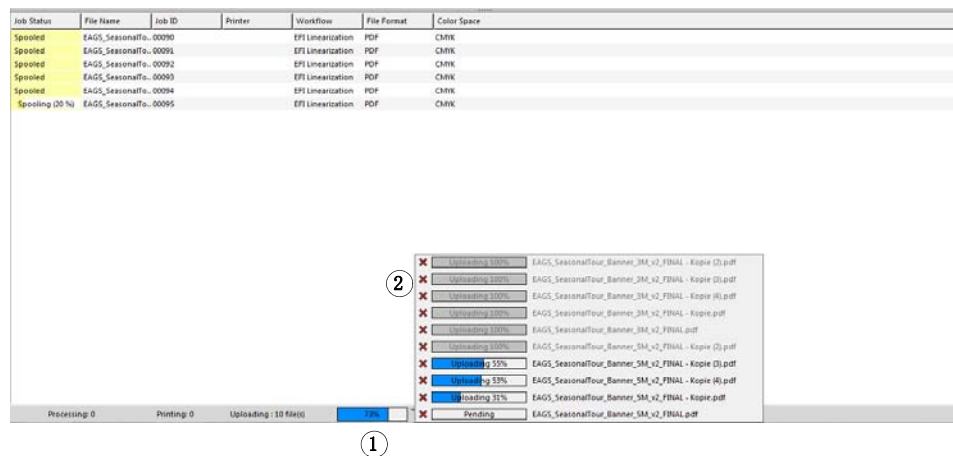 Job Status File Name Job ID Printer Workflow File Format Color Space
Spooled EAGS_SeasonalTo.. 00090 EFI Linearization PDF CMYK
Spooled EAGS_SeasonalTo.. 00091 EFI Linearization PDF CMYK
Spooled EAGS_SeasonalTo.. 00092 EFI Linearization PDF CMYK
Spooled EAGS_SeasonalTo.. 00093 EFI Linearization PDF CMYK
Spooled EAGS_SeasonalTo.. 00094 EFI Linearization PDF CMYK
Spooling (20 %) EAGS_SeasonalTo.. 00095 EFI Linearization PDF CMYK
Uploading 100% EAGS_SeasonalTour_Banner_3M_v2_FINAL - Kopie (2).pdf
2
Uploading 100% EAGS_SeasonalTour_Banner_3M_v2_FINAL - Kopie (3).pdf
Uploading 100% EAGS_SeasonalTour_Banner_3M_v2_FINAL - Kopie (4).pdf
Uploading 100% EAGS_SeasonalTour_Banner_3M_v2_FINAL - Kopie.pdf
Uploading 100% EAGS_SeasonalTour_Banner_3M_v2_FINAL.pdf
Uploading 100% EAGS_SeasonalTour_Banner_5M_v2_FINAL - Kopie (2).pdf
Uploading 55% EAGS_SeasonalTour_Banner_5M_v2_FINAL - Kopie (3).pdf
Uploading 53% EAGS_SeasonalTour_Banner_5M_v2_FINAL - Kopie (4).pdf
Uploading 31% EAGS_SeasonalTour_Banner_5M_v2_FINAL - Kopie.pdf
Processing: 0 Printing: 0 Uploading : 10 file(s) 73% Pending EAGS_SeasonalTour_Banner_5M_v2_FINAL.pdf
1